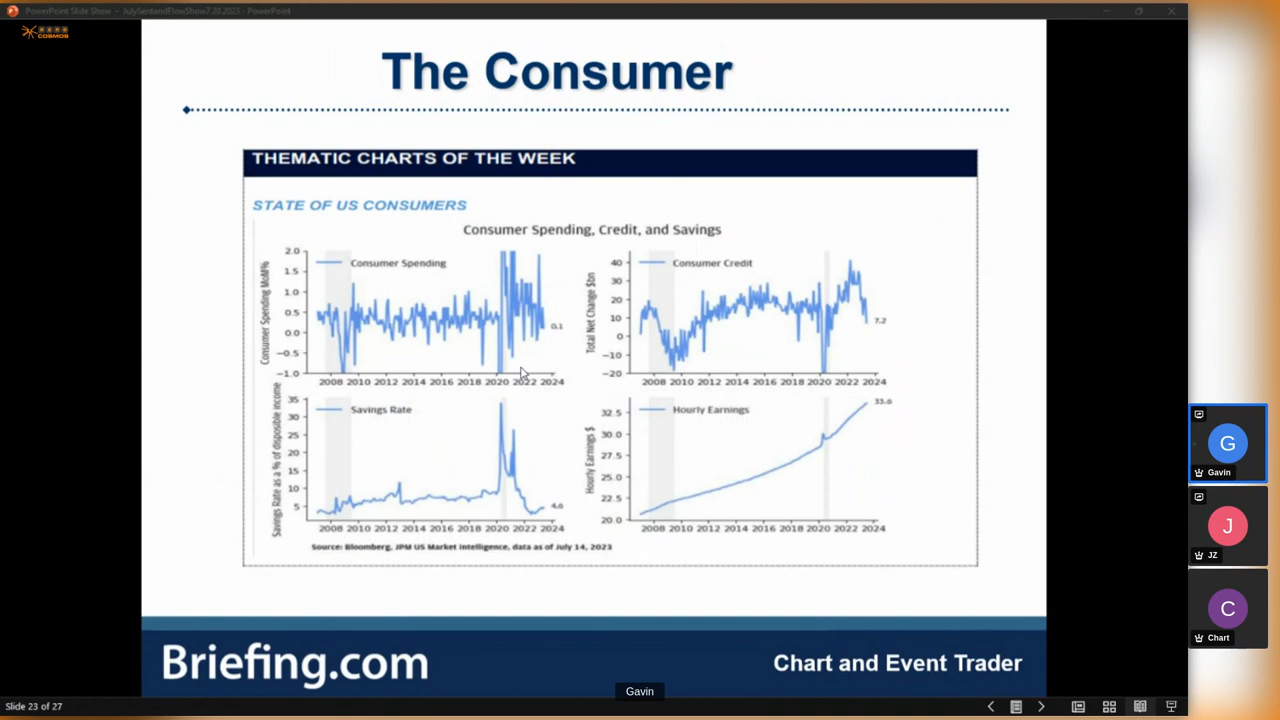 PowerPoint Slide Show - JulySentandFlowShow7.28.2023 - PowerPoint
COSMOS
The Consumer
THEMATIC CHARTS OF THE WEEK
STATE OF US CONSUMERS
Consumer Spending, Credit, and Savings
Consumer Spending MoM%
2.0
1.5
1.0
0.5
0.0
−0.5
−1.0
Consumer Spending
0.1
2008 2010 2012 2014 2016 2018 2020 2022 2024
Total Net Change $bn
40
30
20
10
0
−10
−20
Consumer Credit
7.2
2008 2010 2012 2014 2016 2018 2020 2022 2024
Savings Rate as a % of disposible income
35
30
25
20
15
10
5
Savings Rate
4.6
2008 2010 2012 2014 2016 2018 2020 2022 2024
Hourly Earnings $
32.5
30.0
27.5
25.0
22.5
20.0
Hourly Earnings
33.6
2008 2010 2012 2014 2016 2018 2020 2022 2024
Source: Bloomberg, JPM US Market Intelligence, data as of July 14, 2023
Briefing.com
Chart and Event Trader
Gavin
Slide 23 of 27
G
Gavin
J
JZ
C
Chart